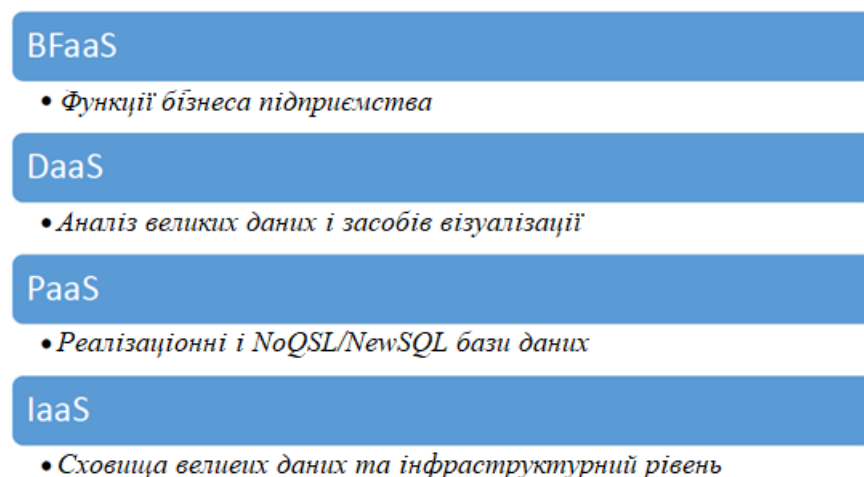 BFaaS
• Функції бізнеса підприємства
DaaS
• Аналіз великих даних і засобів візуалізації
PaaS
• Реалізаціонні і NoQSL/NewSQL бази даних
IaaS
• Сховища велиеих даних та інфраструктурний рівень